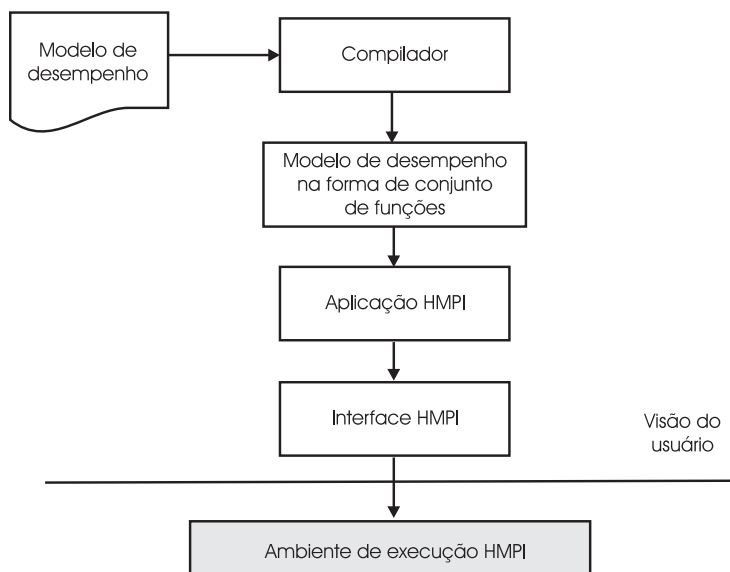 Modelo de
desempenho
Compilador
Modelo de desempenho
na forma de conjunto
de funções
Aplicação HMPI
Interface HMPI
Visão do
usuário
Ambiente de execução HMPI